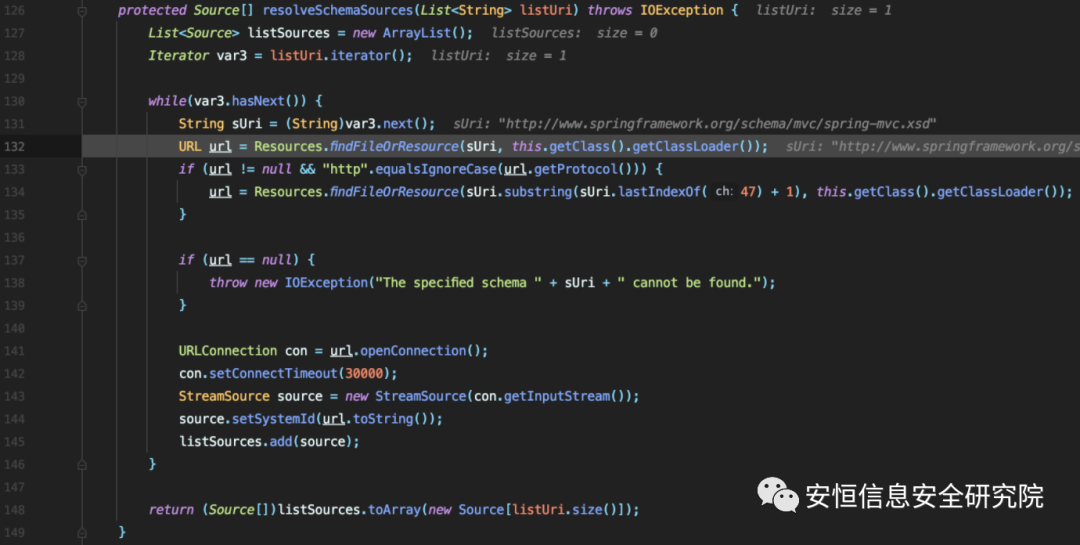 126 protected Source[] resolveSchemaSources(List<String> listUri) throws IOException { listUri: size = 1
127 List<Source> listSources = new ArrayList(); listSources: size = 0
128 Iterator var3 = listUri.iterator(); listUri: size = 1
129
130 while(var3.hasNext()) {
131 String sUri = (String)var3.next(); sUri: "http://www.springframework.org/schema/mvc/spring-mvc.xsd"
132 URL url = Resources.findFileOrResource(sUri, this.getClass().getClassLoader()); sUri: "http://www.springframework.org/s
133 if (url != null && "http".equalsIgnoreCase(url.getProtocol())) {
134 url = Resources.findFileOrResource(sUri.substring(sUri.lastIndexOf( ch: 47) + 1), this.getClass().getClassLoader());
135 }
136
137 if (url == null) {
138 throw new IOException("The specified schema " + sUri + " cannot be found.");
139 }
140
141 URLConnection con = url.openConnection();
142 con.setConnectTimeout(30000);
143 StreamSource source = new StreamSource(con.getInputStream());
144 source.setSystemId(url.toString());
145 listSources.add(source);
146 }
147
148 return (Source[])listSources.toArray(new Source[listUri.size()]);
149 }
安恒信息安全研究院